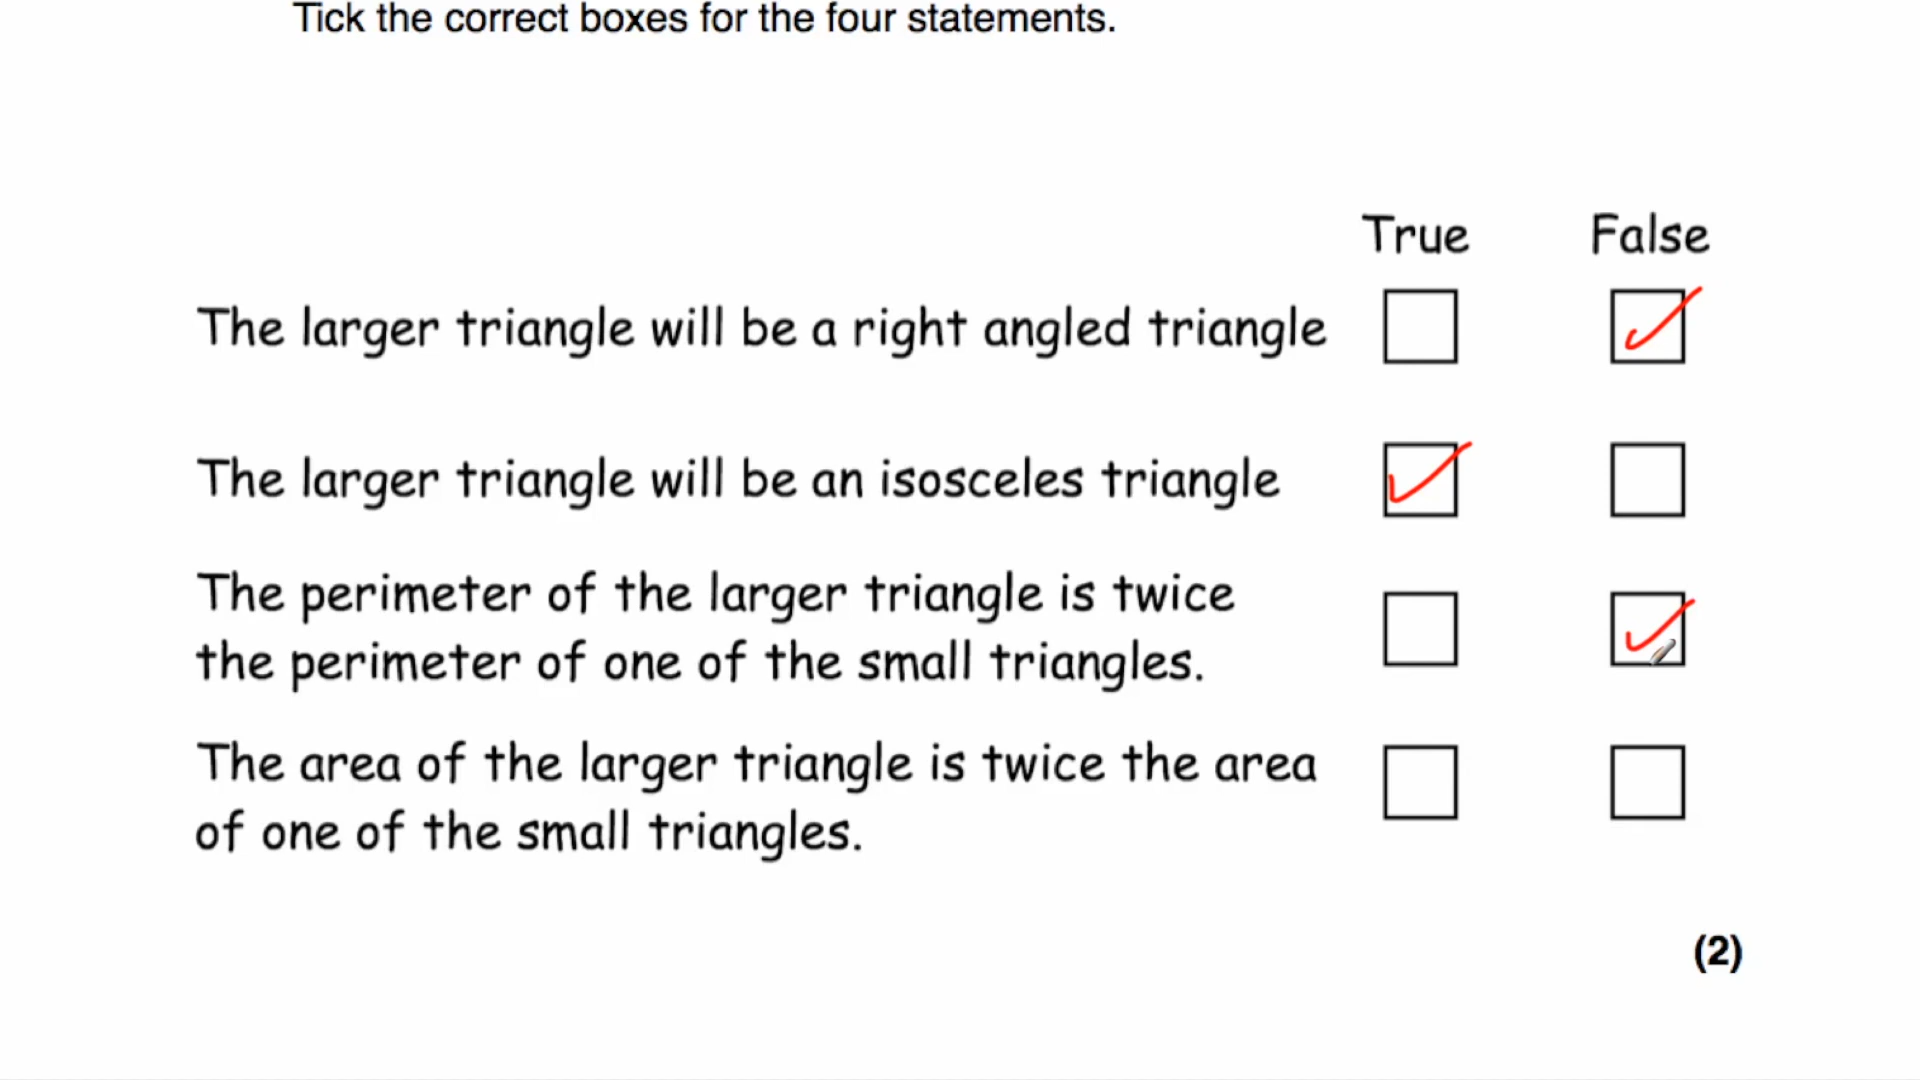 Tick the correct boxes for the four statements.
True False
The larger triangle will be a right angled triangle
The larger triangle will be an isosceles triangle
The perimeter of the larger triangle is twice
the perimeter of one of the small triangles.
The area of the larger triangle is twice the area
of one of the small triangles.
(2)